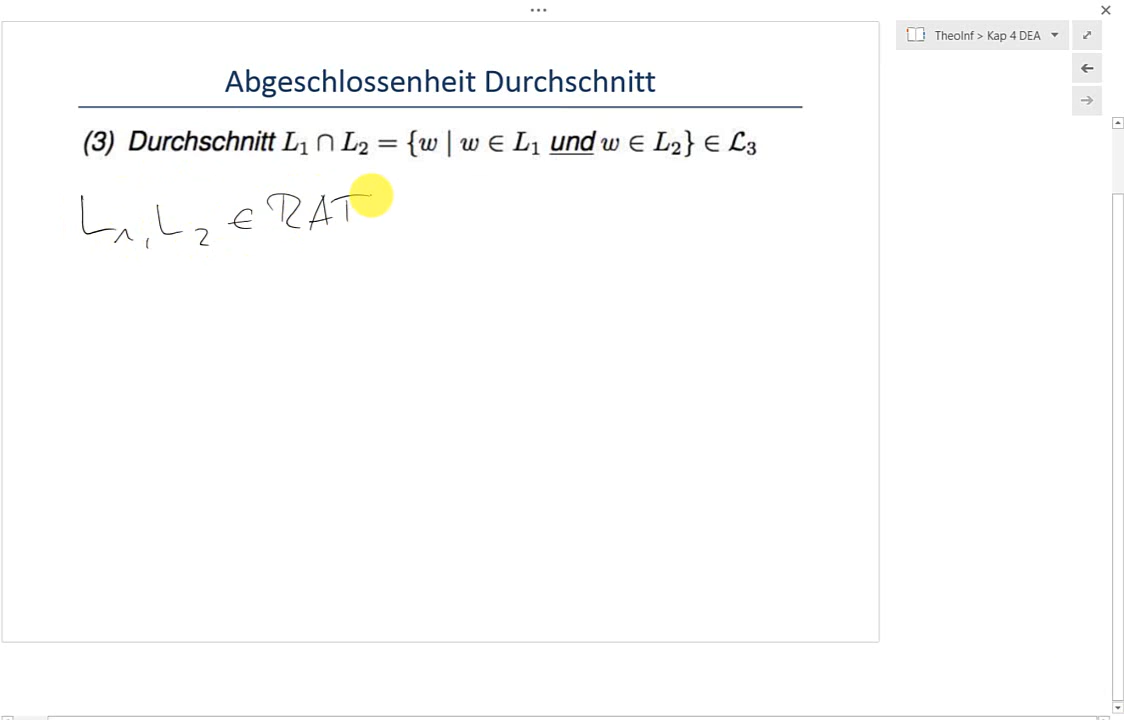 TheoInf > Kap 4 DEA
Abgeschlossenheit Durchschnitt
(3) Durchschnitt L₁ ∩ L₂ = {w | w ∈ L₁ und w ∈ L₂} ∈ ℒ₃
L₁, L₂ ∈ RAT